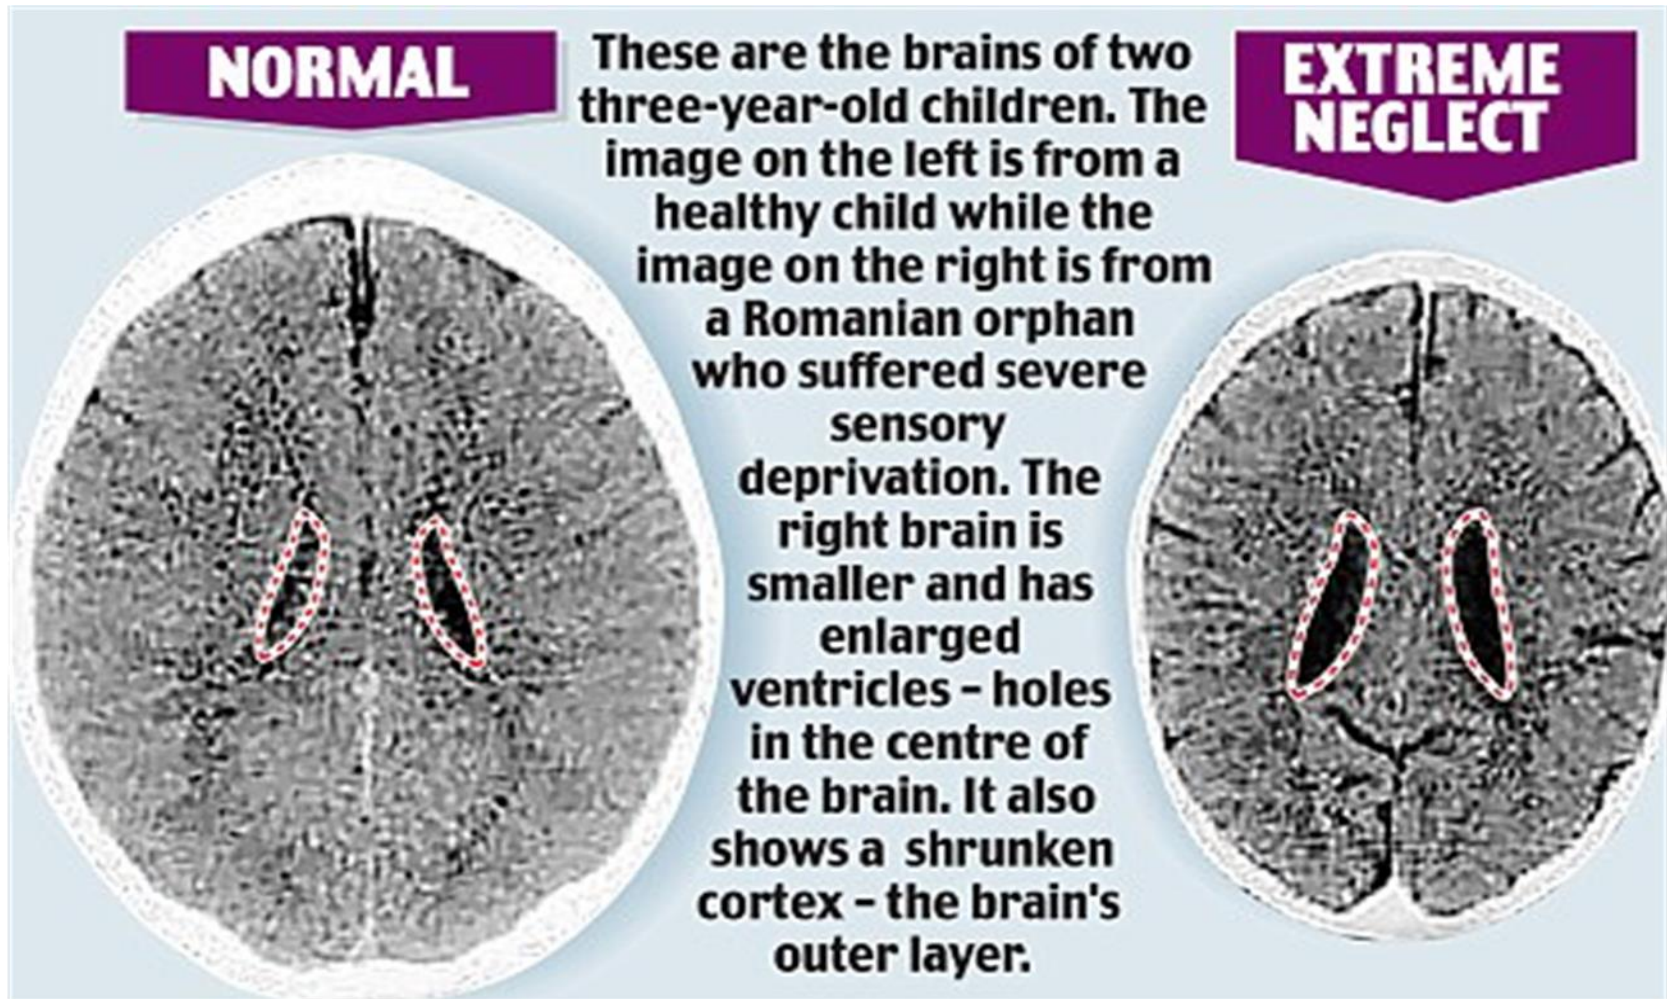 NORMAL
These are the brains of two
three-year-old children. The
image on the left is from a
healthy child while the
image on the right is from
a Romanian orphan
who suffered severe
sensory
deprivation. The
right brain is
smaller and has
enlarged
ventricles – holes
in the centre of
the brain. It also
shows a shrunken
cortex – the brain's
outer layer.
EXTREME
NEGLECT